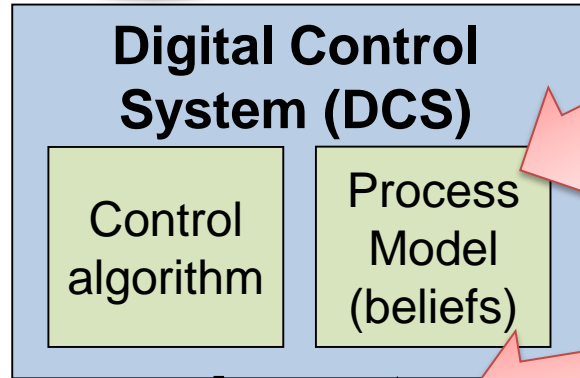 Digital Control
System (DCS)
Control
algorithm
Process
Model
(beliefs)